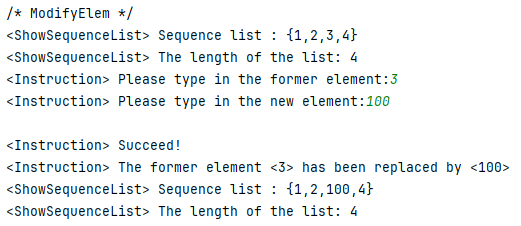 /* ModifyElem */
<ShowSequenceList> Sequence list : {1,2,3,4}
<ShowSequenceList> The length of the list: 4
<Instruction> Please type in the former element:3
<Instruction> Please type in the new element:100
<Instruction> Succeed!
<Instruction> The former element <3> has been replaced by <100>
<ShowSequenceList> Sequence list : {1,2,100,4}
<ShowSequenceList> The length of the list: 4